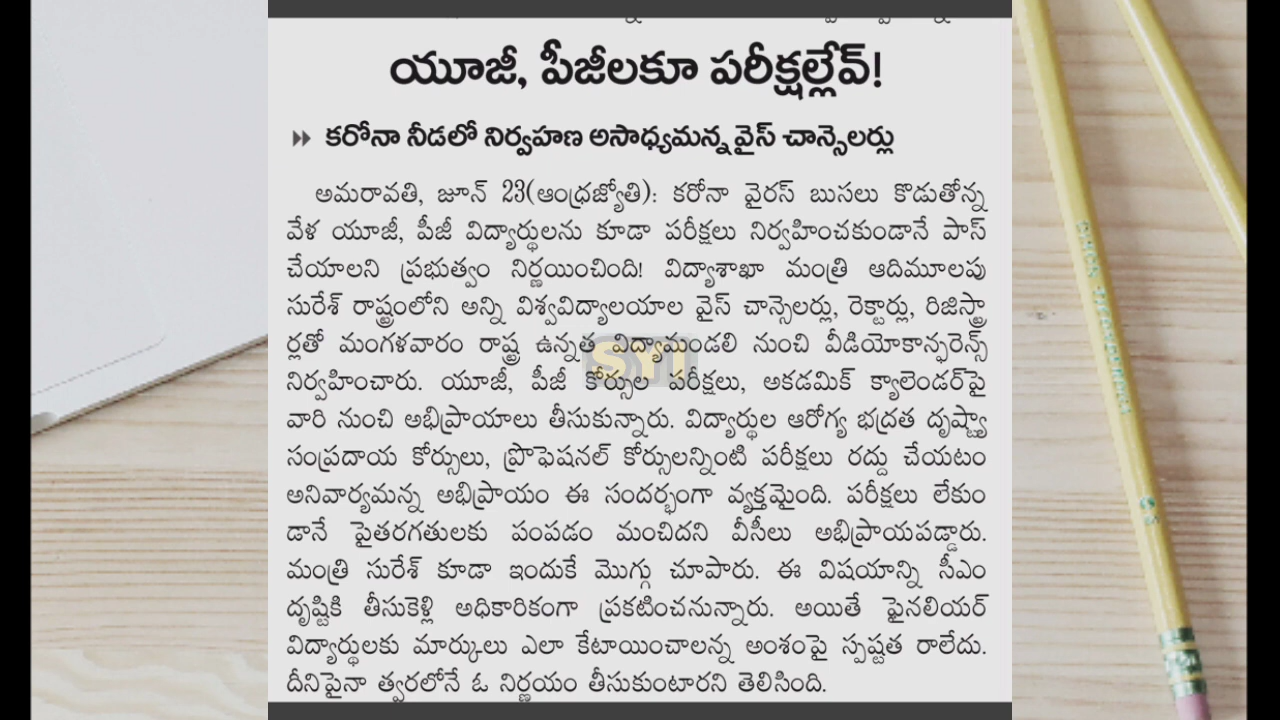 యూజీ, పీజీలకూ పరీక్షల్లేవ్!
కరోనా నీడలో నిర్వహణ అసాధ్యమన్న వైస్ చాన్సెలర్లు
అమరావతి, జూన్ 23(ఆంధ్రజ్యోతి): కరోనా వైరస్ బుసలు కొడుతోన్న
వేళ యూజీ, పీజీ విద్యార్థులను కూడా పరీక్షలు నిర్వహించకుండానే పాస్
చేయాలని ప్రభుత్వం నిర్ణయించింది! విద్యాశాఖా మంత్రి ఆదిమూలపు
సురేశ్ రాష్ట్రంలోని అన్ని విశ్వవిద్యాలయాల వైస్ చాన్సెలర్లు, రెక్టార్లు, రిజిస్ట్రా
ర్లతో మంగళవారం రాష్ట్ర ఉన్నత విద్యామండలి నుంచి వీడియోకాన్ఫరెన్స్
నిర్వహించారు. యూజీ, పీజీ కోర్సుల పరీక్షలు, అకడమిక్ క్యాలెండర్‌పై
వారి నుంచి అభిప్రాయాలు తీసుకున్నారు. విద్యార్థుల ఆరోగ్య భద్రత దృష్ట్యా
సంప్రదాయ కోర్సులు, ప్రొఫెషనల్ కోర్సులన్నింటి పరీక్షలు రద్దు చేయటం
అనివార్యమన్న అభిప్రాయం ఈ సందర్భంగా వ్యక్తమైంది. పరీక్షలు లేకుం
డానే పైతరగతులకు పంపడం మంచిదని వీసీలు అభిప్రాయపడ్డారు.
మంత్రి సురేశ్ కూడా ఇందుకే మొగ్గు చూపారు. ఈ విషయాన్ని సీఎం
దృష్టికి తీసుకెళ్లి అధికారికంగా ప్రకటించనున్నారు. అయితే ఫైనలియర్
విద్యార్థులకు మార్కులు ఎలా కేటాయించాలన్న అంశంపై స్పష్టత రాలేదు.
దీనిపైనా త్వరలోనే ఓ నిర్ణయం తీసుకుంటారని తెలిసింది.
SYI